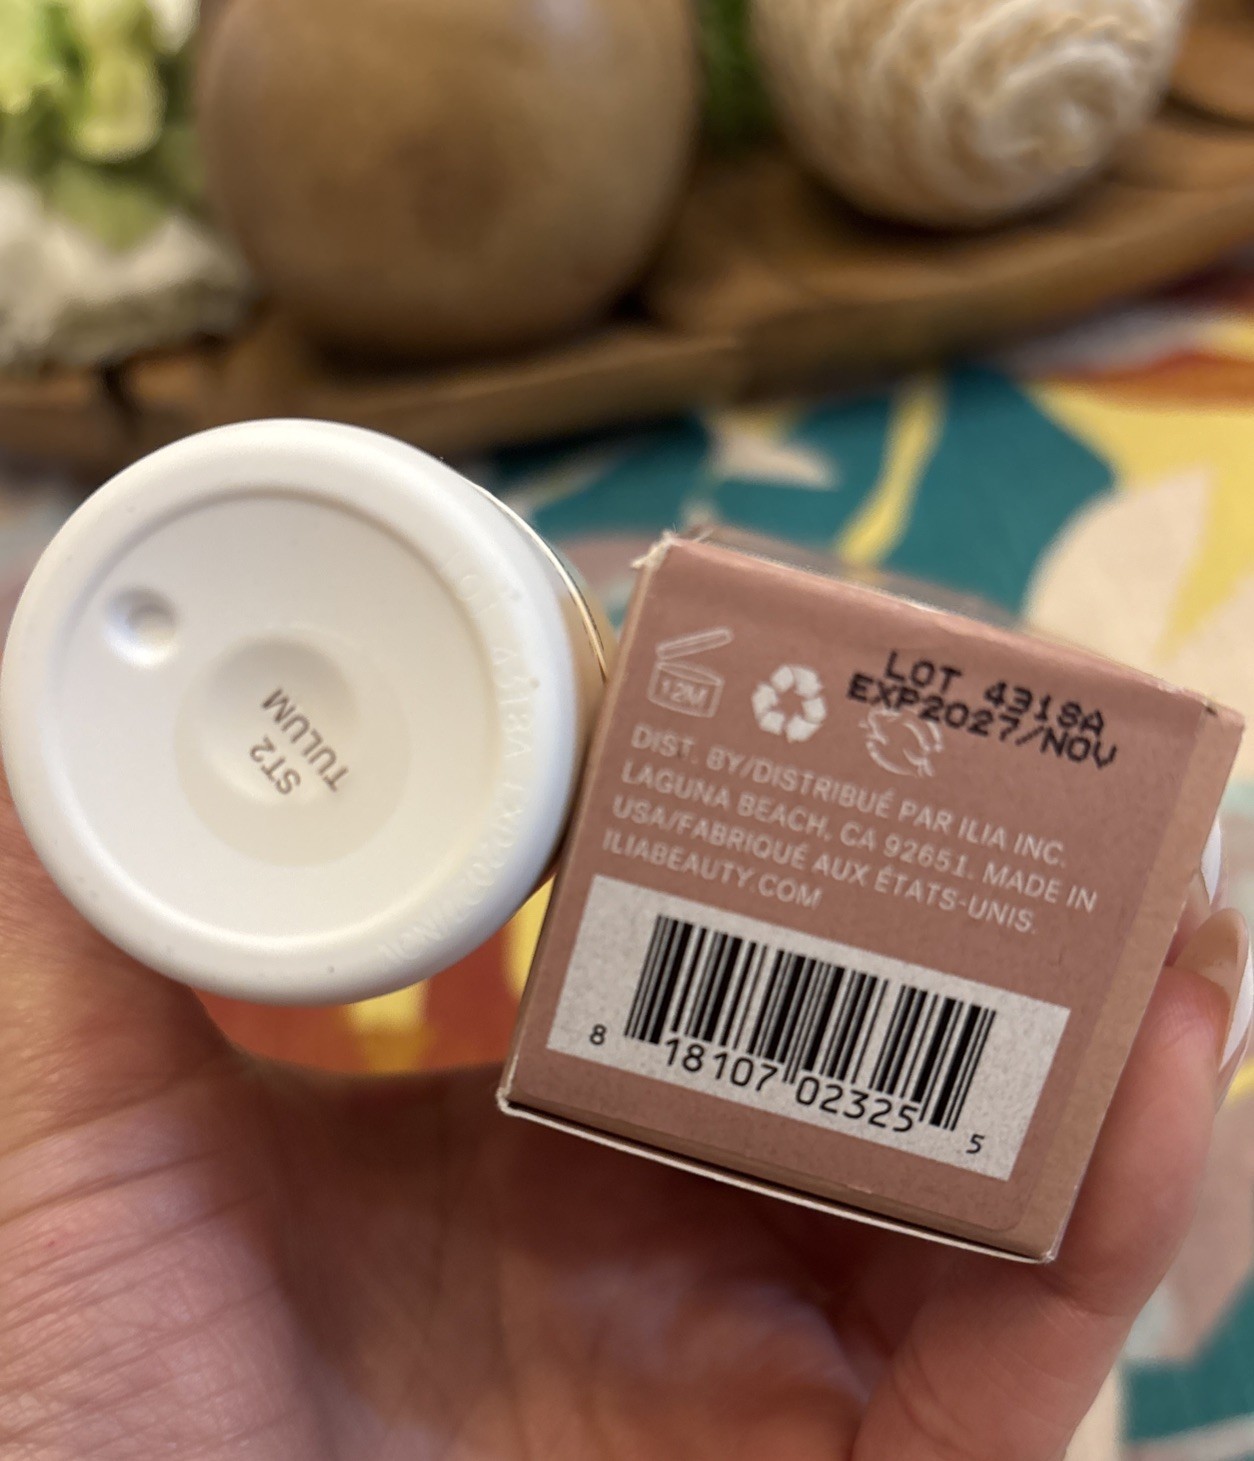 ST2
TULUM
LOT 4318A
EXP2027/NOV
12M
DIST. BY/DISTRIBUÉ PAR ILIA INC.
LAGUNA BEACH, CA 92651. MADE IN
USA/FABRIQUÉ AUX ÉTATS-UNIS.
ILIABEAUTY.COM
8 18107 02325 5